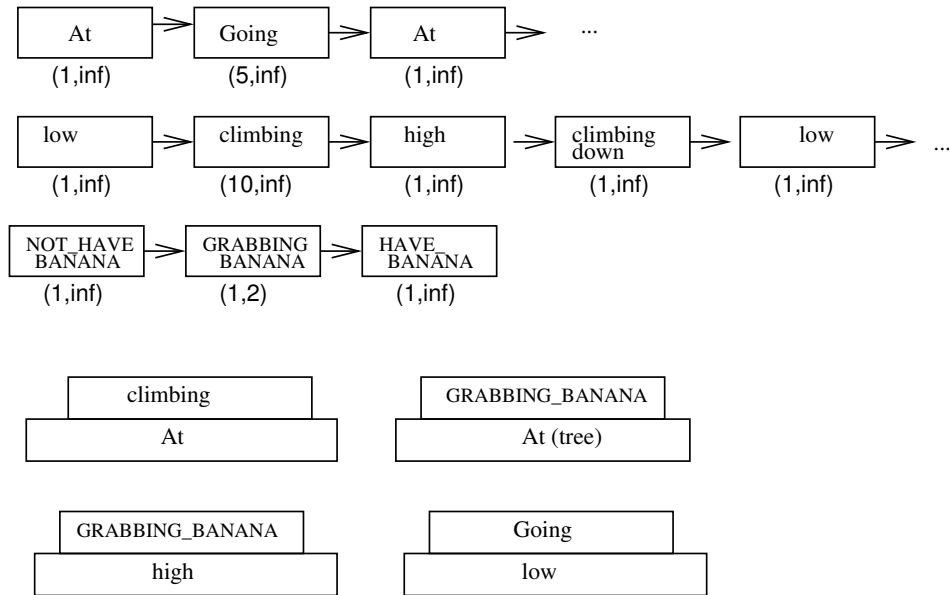 At Going At ...
(1,inf) (5,inf) (1,inf)
low climbing high climbing down low ...
(1,inf) (10,inf) (1,inf) (1,inf) (1,inf)
NOT_HAVE GRABBING HAVE_
BANANA BANANA BANANA
(1,inf) (1,2) (1,inf)
climbing GRABBING_BANANA
At At (tree)
GRABBING_BANANA Going
high low